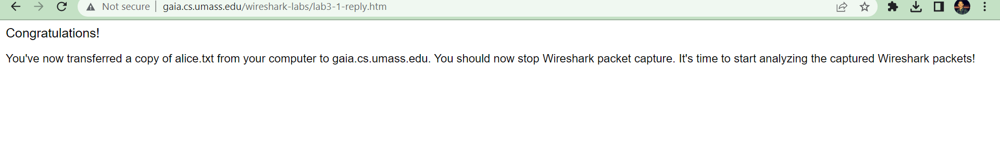 Not secure | gaia.cs.umass.edu/wireshark-labs/lab3-1-reply.htm
Congratulations!
You've now transferred a copy of alice.txt from your computer to gaia.cs.umass.edu. You should now stop Wireshark packet capture. It's time to start analyzing the captured Wireshark packets!